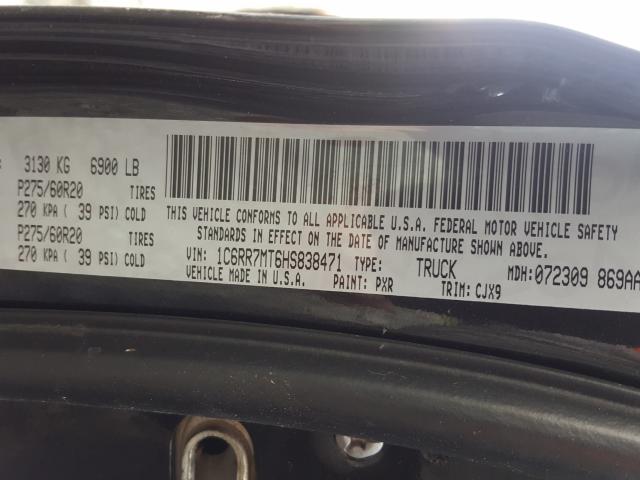 : 3130 KG 6900 LB
P275/60R20 TIRES
270 KPA ( 39 PSI) COLD
P275/60R20 TIRES
270 KPA ( 39 PSI) COLD
THIS VEHICLE CONFORMS TO ALL APPLICABLE U.S.A. FEDERAL MOTOR VEHICLE SAFETY
STANDARDS IN EFFECT ON THE DATE OF MANUFACTURE SHOWN ABOVE.
VIN: 1C6RR7MT6HS838471 TYPE: TRUCK MDH: 072309 869AA
VEHICLE MADE IN U.S.A. PAINT: PXR TRIM: CJX9